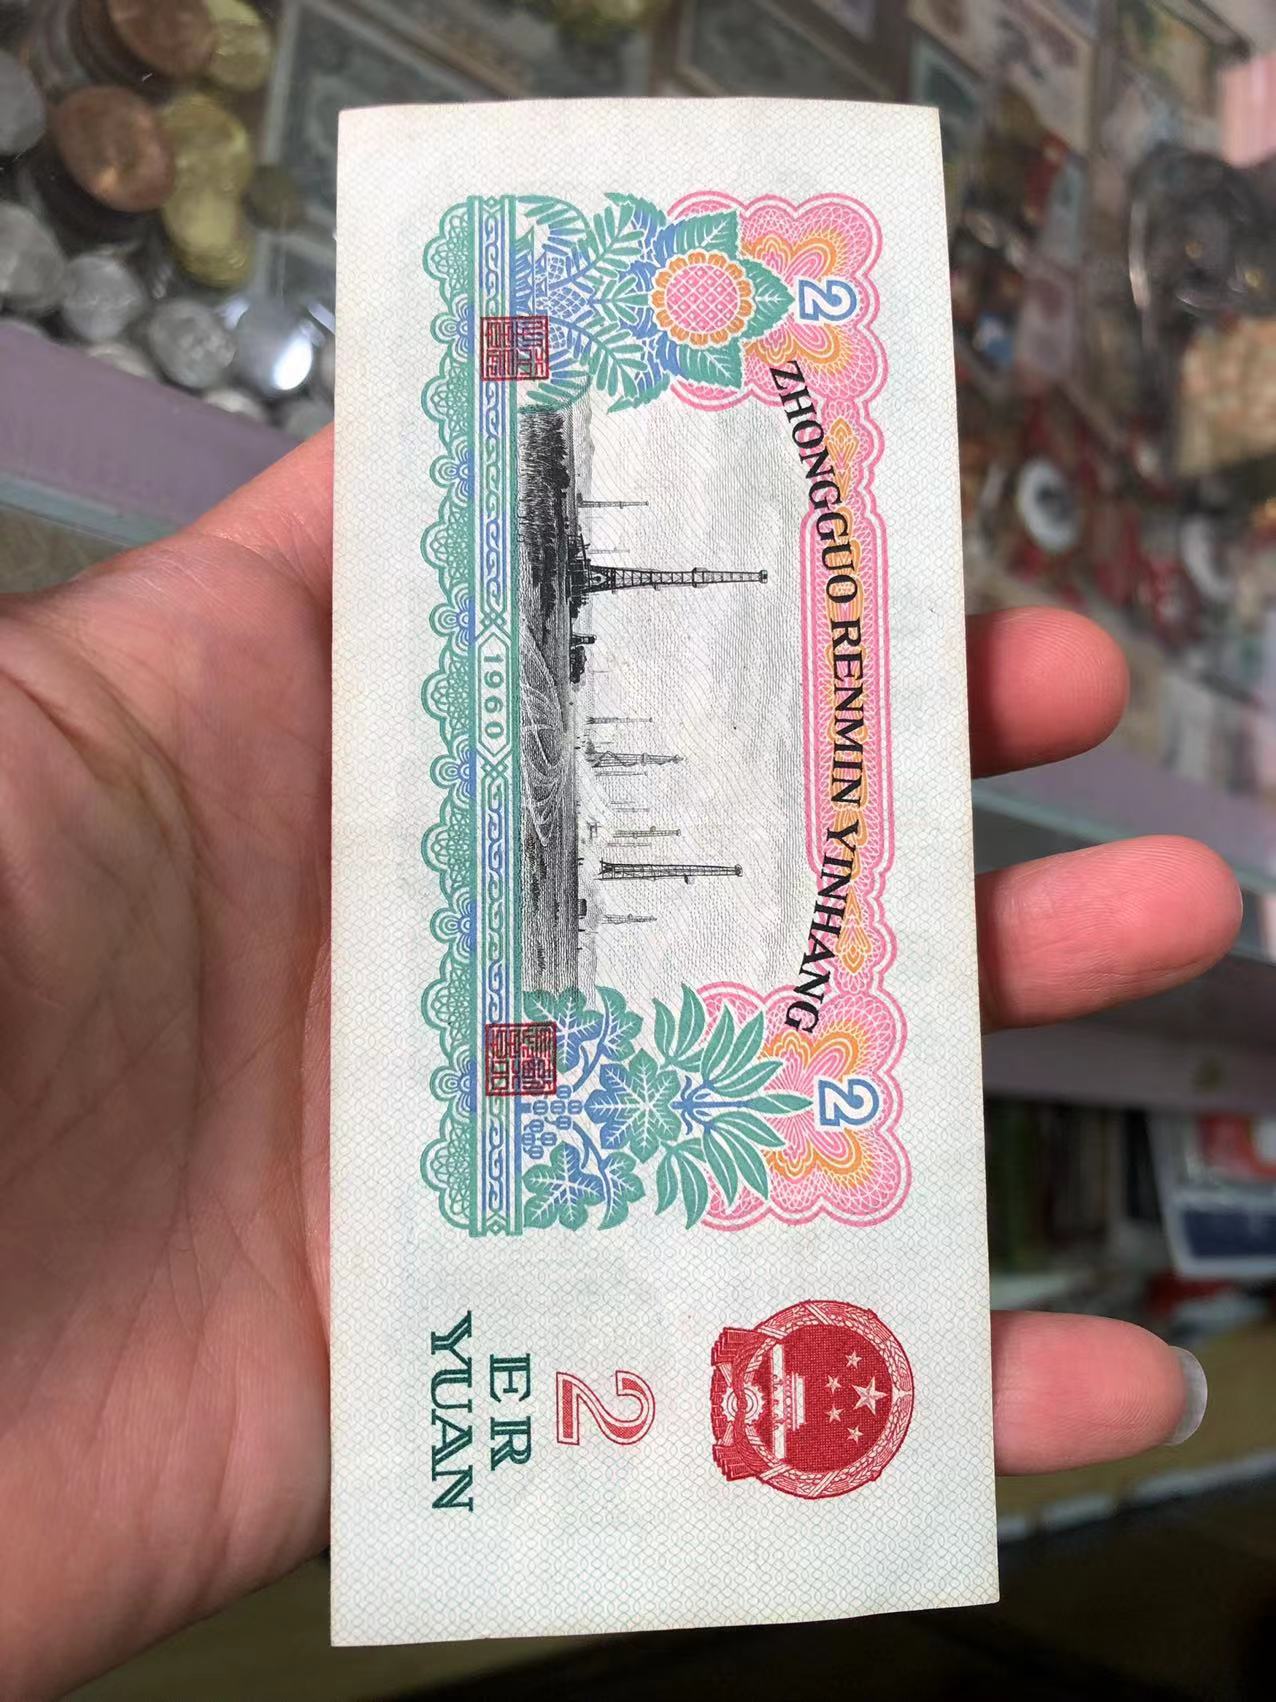 2
2
ZHONGGUO RENMIN YINHANG
1960
2
ER
YUAN